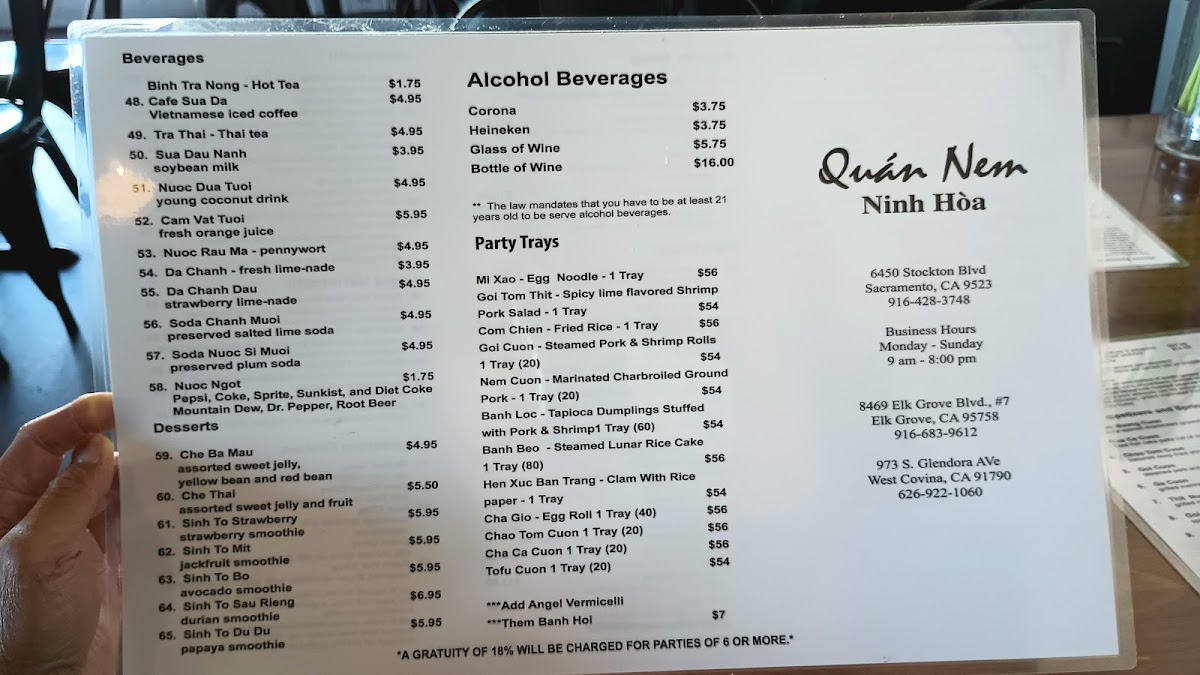 Beverages
Binh Tra Nong - Hot Tea $1.75
48. Cafe Sua Da $4.95
Vietnamese iced coffee
49. Tra Thai - Thai tea $4.95
50. Sua Dau Nanh $3.95
soybean milk
51. Nuoc Dua Tuoi $4.95
young coconut drink
52. Cam Vat Tuoi $5.95
fresh orange juice
53. Nuoc Rau Ma - pennywort $4.95
54. Da Chanh - fresh lime-nade $3.95
55. Da Chanh Dau $4.95
strawberry lime-nade
56. Soda Chanh Muoi $4.95
preserved salted lime soda
57. Soda Nuoc Si Muoi $4.95
preserved plum soda
58. Nuoc Ngot $1.75
Pepsi, Coke, Sprite, Sunkist, and Diet Coke
Mountain Dew, Dr. Pepper, Root Beer
Desserts
59. Che Ba Mau $4.95
assorted sweet jelly,
yellow bean and red bean
60. Che Thai $5.50
assorted sweet jelly and fruit
61. Sinh To Strawberry $5.95
strawberry smoothie
62. Sinh To Mit $5.95
jackfruit smoothie
63. Sinh To Bo $5.95
avocado smoothie
64. Sinh To Sau Rieng $6.95
durian smoothie
65. Sinh To Du Du $5.95
papaya smoothie
Alcohol Beverages
Corona $3.75
Heineken $3.75
Glass of Wine $5.75
Bottle of Wine $16.00
** The law mandates that you have to be at least 21
years old to be serve alcohol beverages.
Party Trays
Mi Xao - Egg Noodle - 1 Tray $56
Goi Tom Thit - Spicy lime flavored Shrimp
Pork Salad - 1 Tray $54
Com Chien - Fried Rice - 1 Tray $56
Goi Cuon - Steamed Pork & Shrimp Rolls
1 Tray (20) $54
Nem Cuon - Marinated Charbroiled Ground
Pork - 1 Tray (20) $54
Banh Loc - Tapioca Dumplings Stuffed
with Pork & Shrimp1 Tray (60) $54
Banh Beo - Steamed Lunar Rice Cake
1 Tray (80) $56
Hen Xuc Ban Trang - Clam With Rice
paper - 1 Tray $54
Cha Gio - Egg Roll 1 Tray (40) $56
Chao Tom Cuon 1 Tray (20) $56
Cha Ca Cuon 1 Tray (20) $56
Tofu Cuon 1 Tray (20) $54
***Add Angel Vermicelli
***Them Banh Hoi $7
*A GRATUITY OF 18% WILL BE CHARGED FOR PARTIES OF 6 OR MORE.*
Quán Nem
Ninh Hòa
6450 Stockton Blvd
Sacramento, CA 9523
916-428-3748
Business Hours
Monday - Sunday
9 am - 8:00 pm
8469 Elk Grove Blvd., #7
Elk Grove, CA 95758
916-683-9612
973 S. Glendora AVe
West Covina, CA 91790
626-922-1060